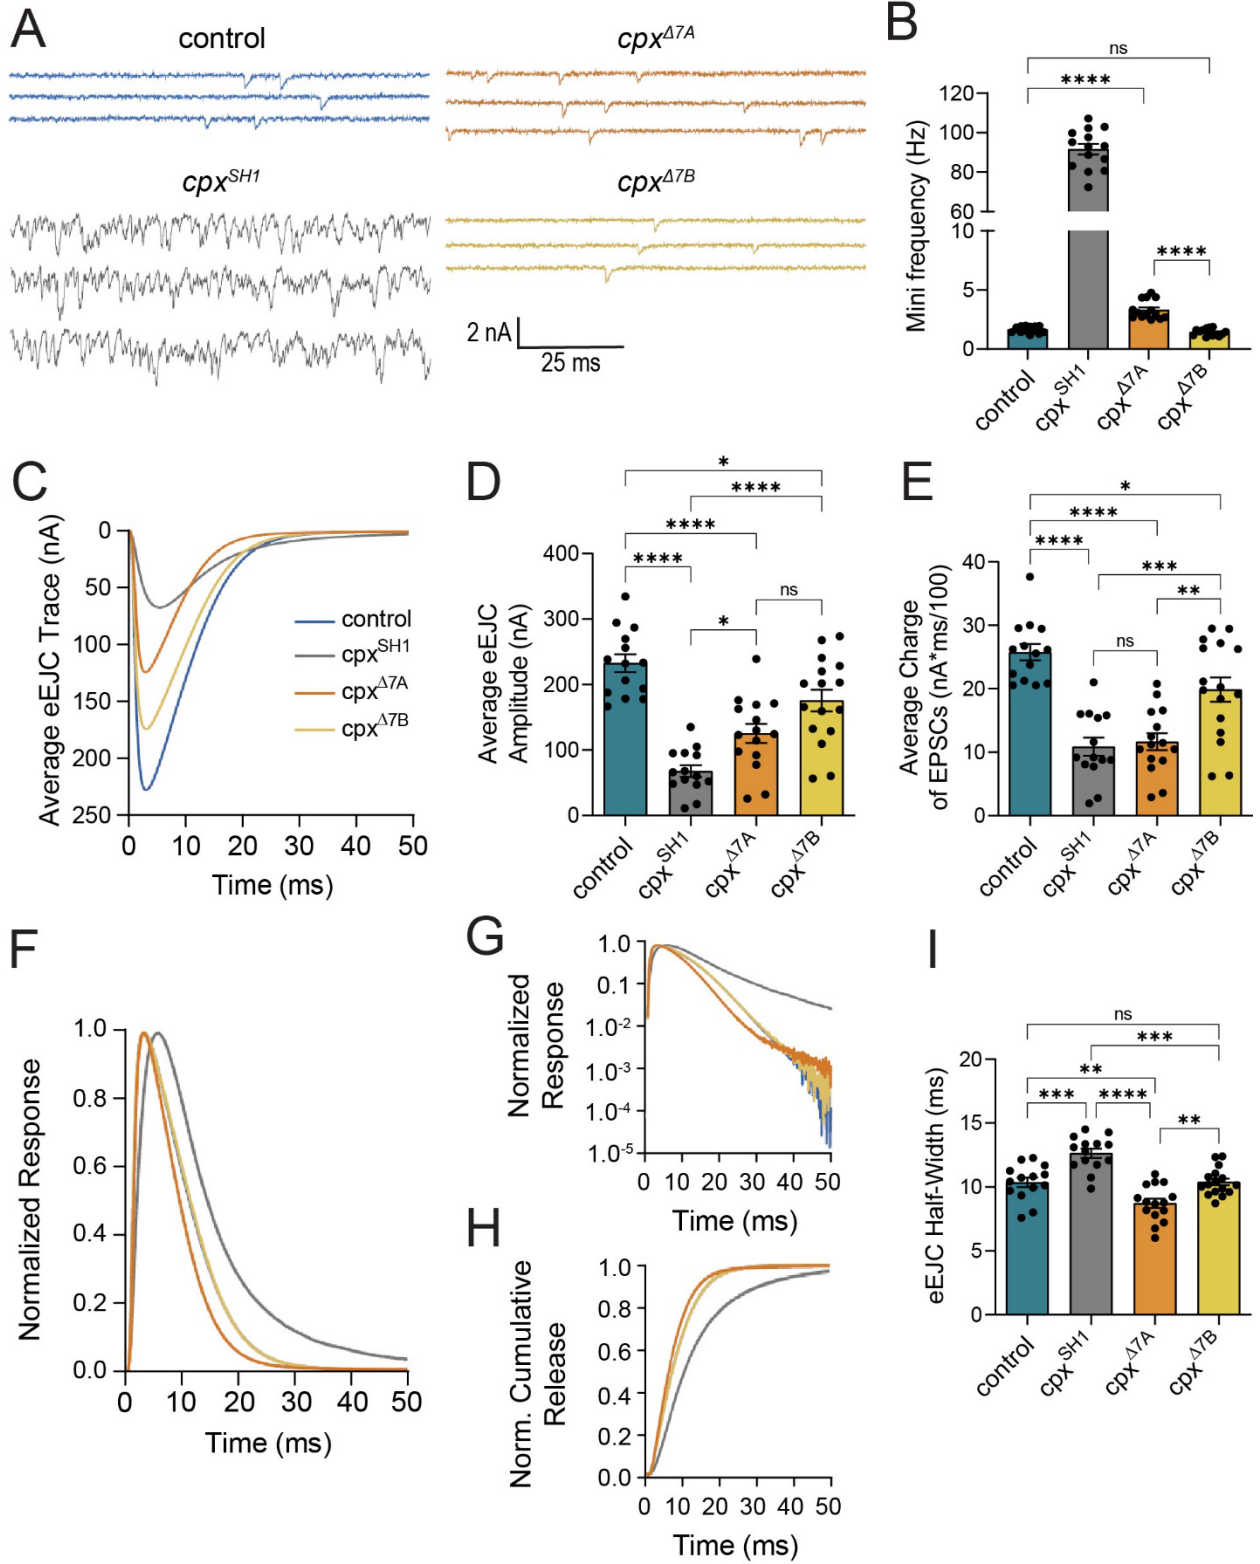 A
control
cpx^Δ7A
cpx^SH1
cpx^Δ7B
2 nA
25 ms
B
ns
****
****
Mini frequency (Hz)
120
100
80
60
10
5
0
control
cpx^SH1
cpx^Δ7A
cpx^Δ7B
C
Average eEJC Trace (nA)
0
50
100
150
200
250
control
cpx^SH1
cpx^Δ7A
cpx^Δ7B
0 10 20 30 40 50
Time (ms)
D
*
****
****
****
ns
*
Average eEJC
Amplitude (nA)
400
300
200
100
0
control
cpx^SH1
cpx^Δ7A
cpx^Δ7B
E
*
****
****
***
**
ns
Average Charge
of EPSCs (nA*ms/100)
40
30
20
10
0
control
cpx^SH1
cpx^Δ7A
cpx^Δ7B
F
Normalized Response
1.0
0.8
0.6
0.4
0.2
0.0
0 10 20 30 40 50
Time (ms)
G
Normalized
Response
1.0
0.1
1.0^-2
1.0^-3
1.0^-4
1.0^-5
0 10 20 30 40 50
Time (ms)
H
Norm. Cumulative
Release
1.0
0.8
0.6
0.4
0.2
0.0
0 10 20 30 40 50
Time (ms)
I
ns
***
**
*** ****
**
eEJC Half-Width (ms)
20
15
10
5
0
control
cpx^SH1
cpx^Δ7A
cpx^Δ7B